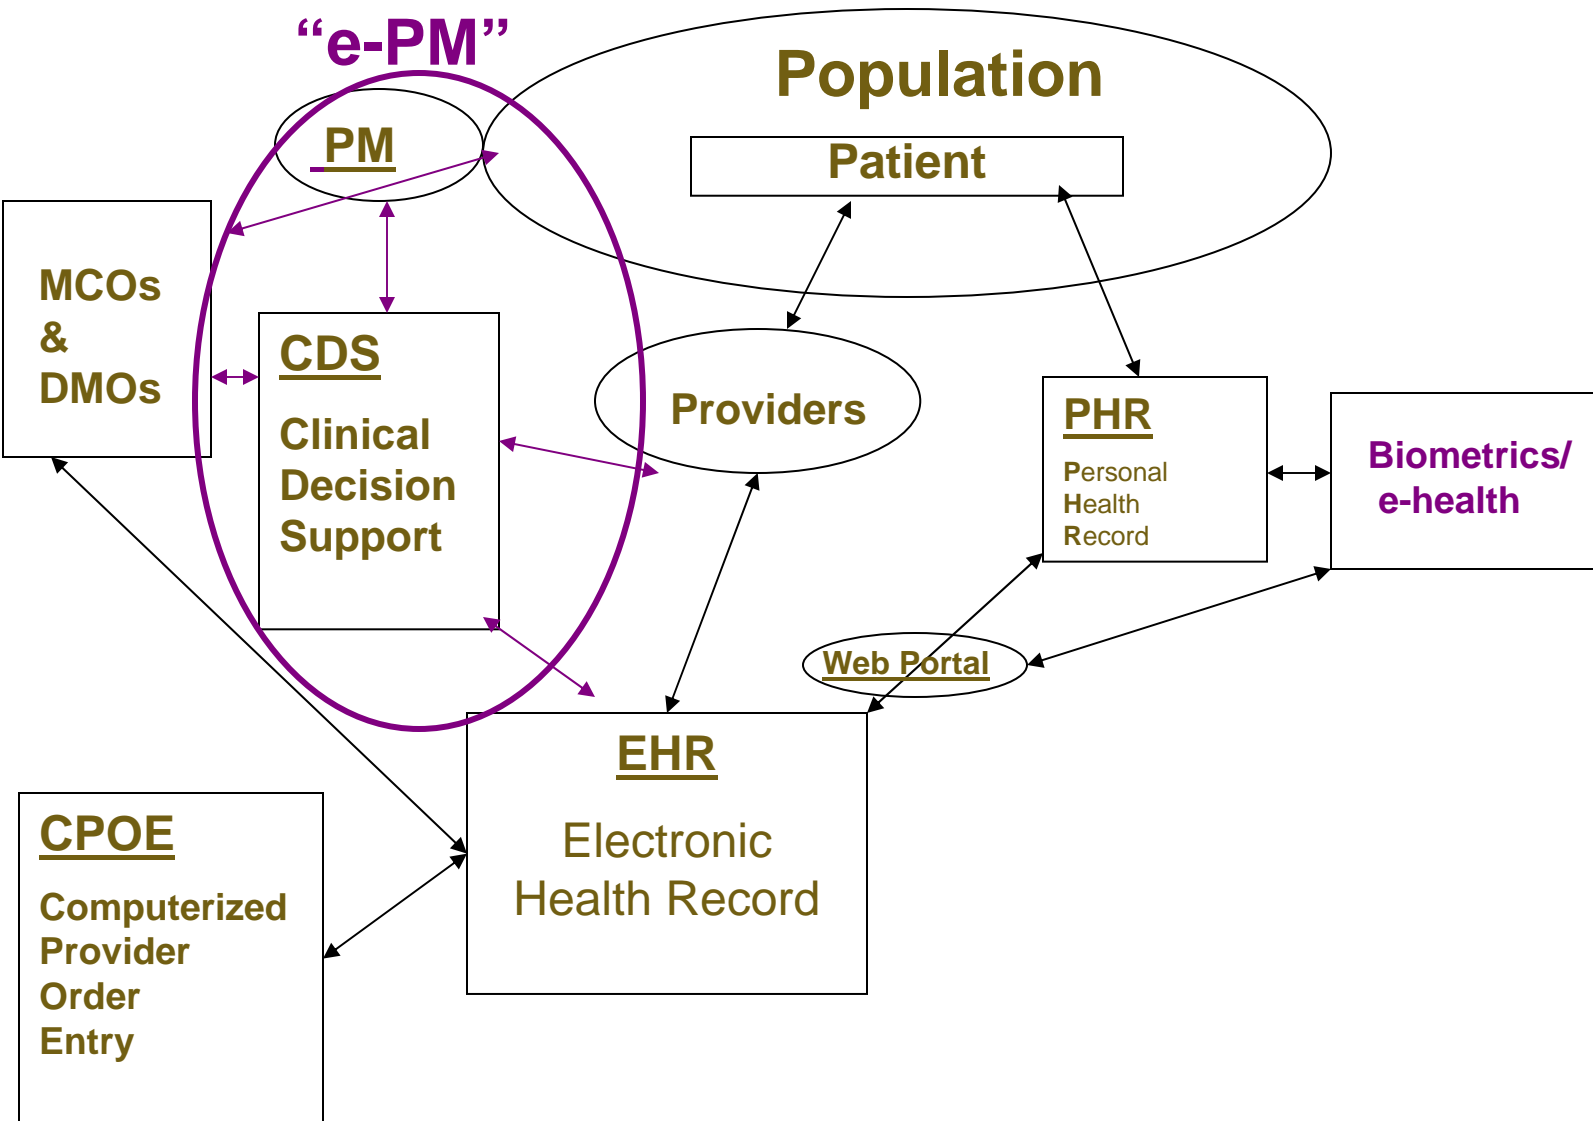 “e-PM”
Population
PM
Patient
MCOs
&
DMOs
CDS
Clinical
Decision
Support
Providers
PHR
Personal
Health
Record
Biometrics/
e-health
Web Portal
EHR
Electronic
Health Record
CPOE
Computerized
Provider
Order
Entry